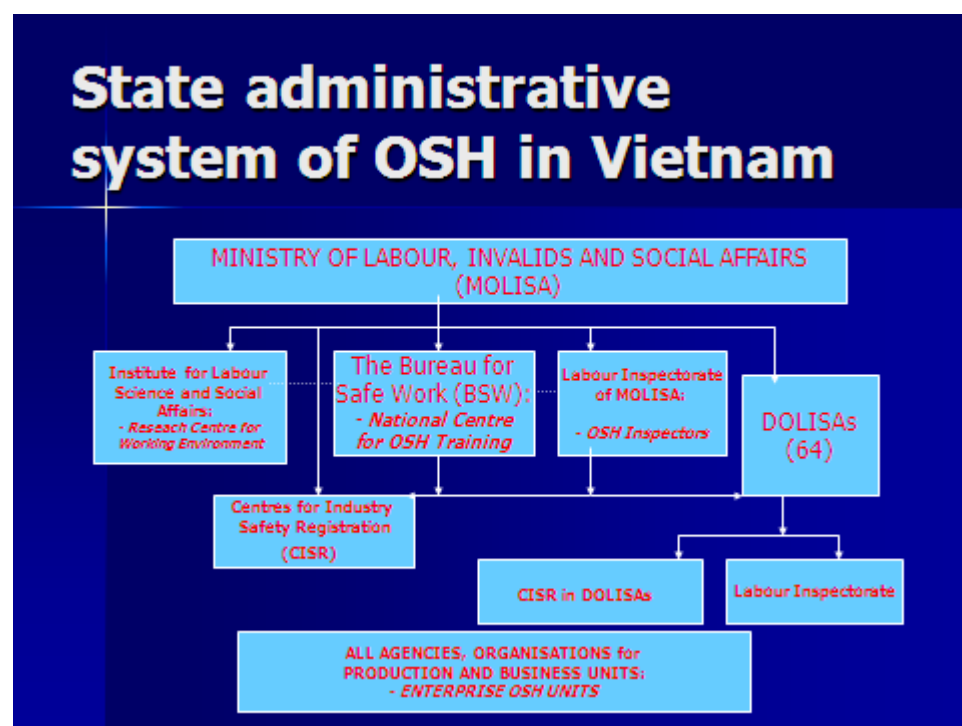 State administrative
system of OSH in Vietnam
MINISTRY OF LABOUR, INVALIDS AND SOCIAL AFFAIRS
(MOLISA)
Institute for Labour
Science and Social
Affairs:
- Reseach Centre for
Working Environment
The Bureau for
Safe Work (BSW):
- National Centre
for OSH Training
Labour Inspectorate
of MOLISA:
- OSH Inspectors
DOLISAs
(64)
Centres for Industry
Safety Registration
(CISR)
CISR in DOLISAs
Labour Inspectorate
ALL AGENCIES, ORGANISATIONS for
PRODUCTION AND BUSINESS UNITS:
- ENTERPRISE OSH UNITS